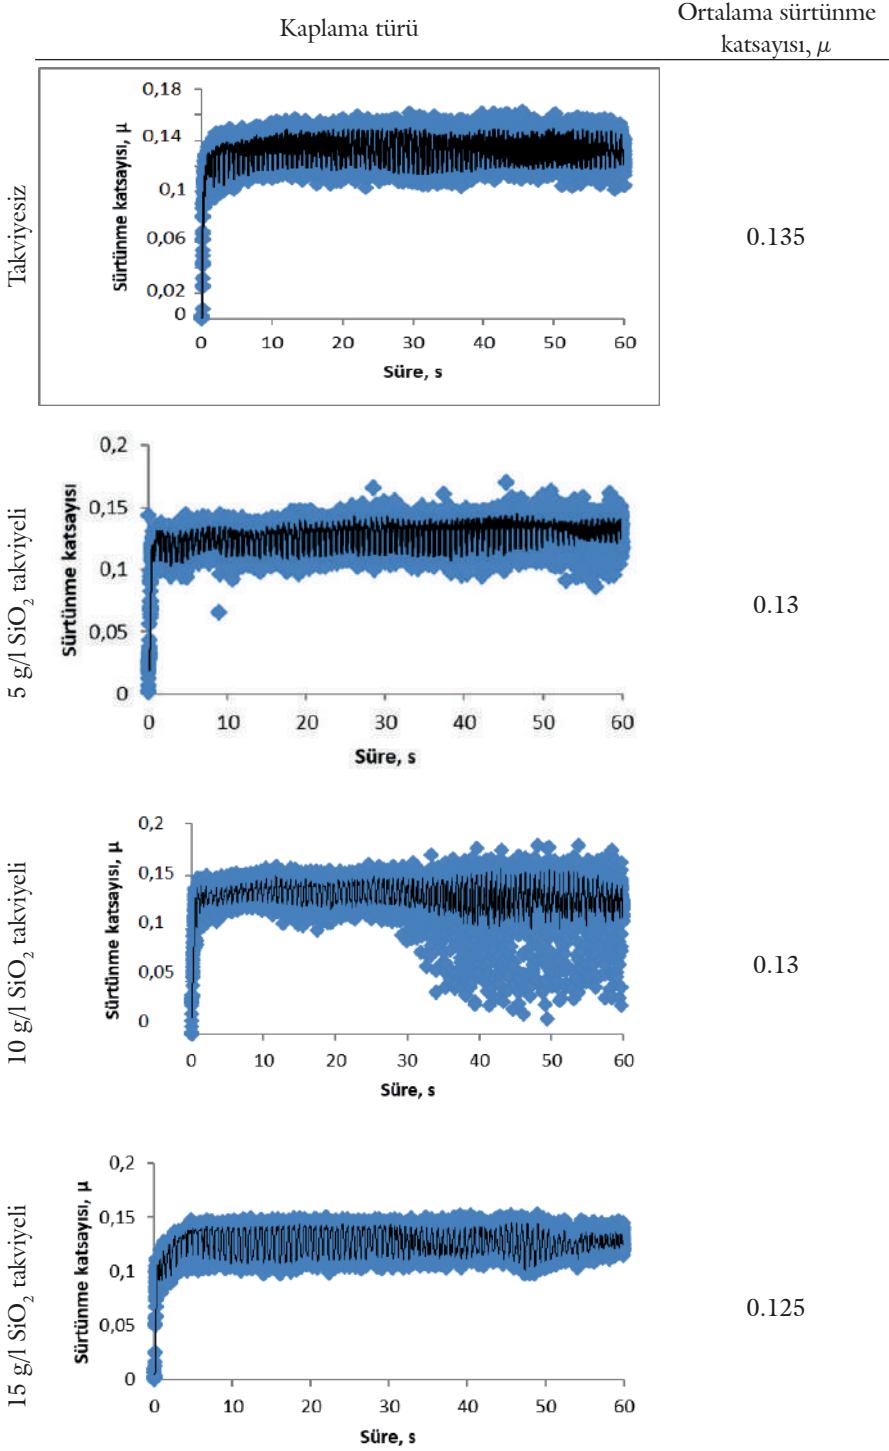 Kaplama türü
Ortalama sürtünme
katsayısı, μ
Takviyesiz
Sürtünme katsayısı, μ
0,18
0,14
0,1
0,06
0,02
0
0 10 20 30 40 50 60
Süre, s
0.135
5 g/l SiO₂ takviyeli
Sürtünme katsayısı
0,2
0,15
0,1
0,05
0
0 10 20 30 40 50 60
Süre, s
0.13
10 g/l SiO₂ takviyeli
Sürtünme katsayısı, μ
0,2
0,15
0,1
0,05
0
0 10 20 30 40 50 60
Süre, s
0.13
15 g/l SiO₂ takviyeli
Sürtünme katsayısı, μ
0,2
0,15
0,1
0,05
0
0 10 20 30 40 50 60
Süre, s
0.125